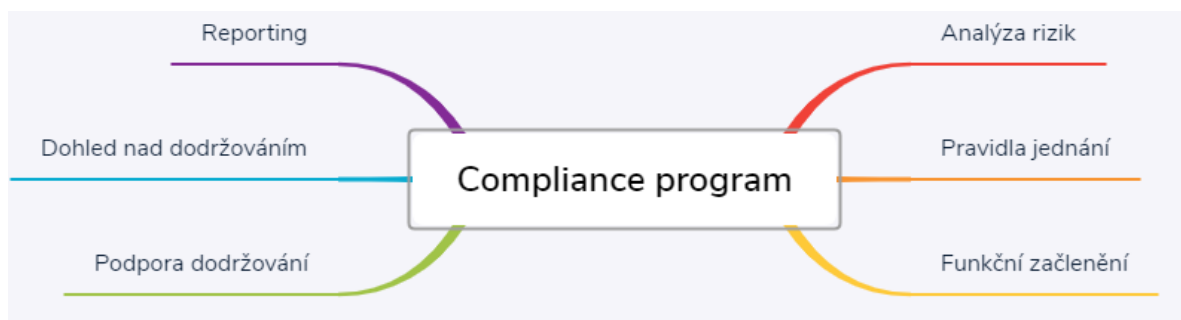 Reporting
Analýza rizik
Dohled nad dodržováním
Compliance program
Pravidla jednání
Podpora dodržování
Funkční začlenění